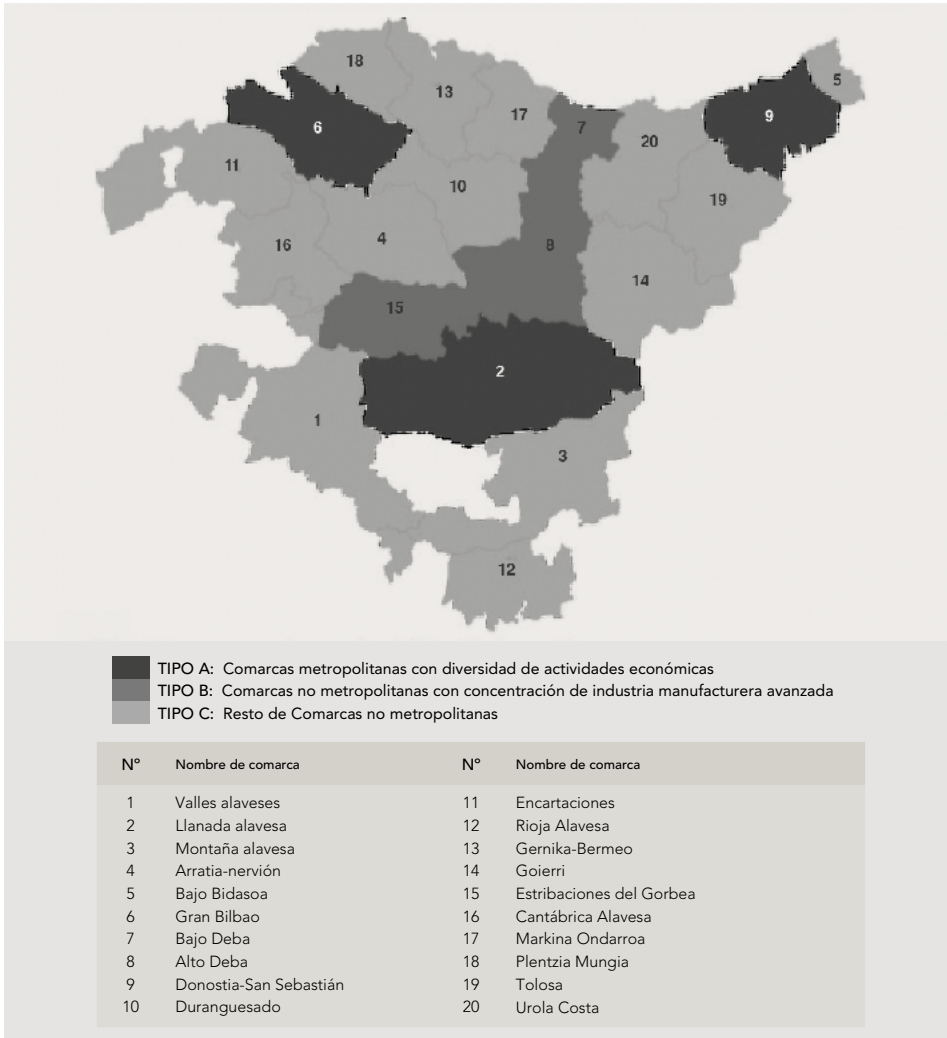 18
5
13
9
17
6
7
20
11
10
19
4
16
8
14
15
2
1
3
12
TIPO A: Comarcas metropolitanas con diversidad de actividades económicas
TIPO B: Comarcas no metropolitanas con concentración de industria manufacturera avanzada
TIPO C: Resto de Comarcas no metropolitanas
Nº Nombre de comarca Nº Nombre de comarca
1 Valles alaveses 11 Encartaciones
2 Llanada alavesa 12 Rioja Alavesa
3 Montaña alavesa 13 Gernika-Bermeo
4 Arratia-nervión 14 Goierri
5 Bajo Bidasoa 15 Estribaciones del Gorbea
6 Gran Bilbao 16 Cantábrica Alavesa
7 Bajo Deba 17 Markina Ondarroa
8 Alto Deba 18 Plentzia Mungia
9 Donostia-San Sebastián 19 Tolosa
10 Duranguesado 20 Urola Costa